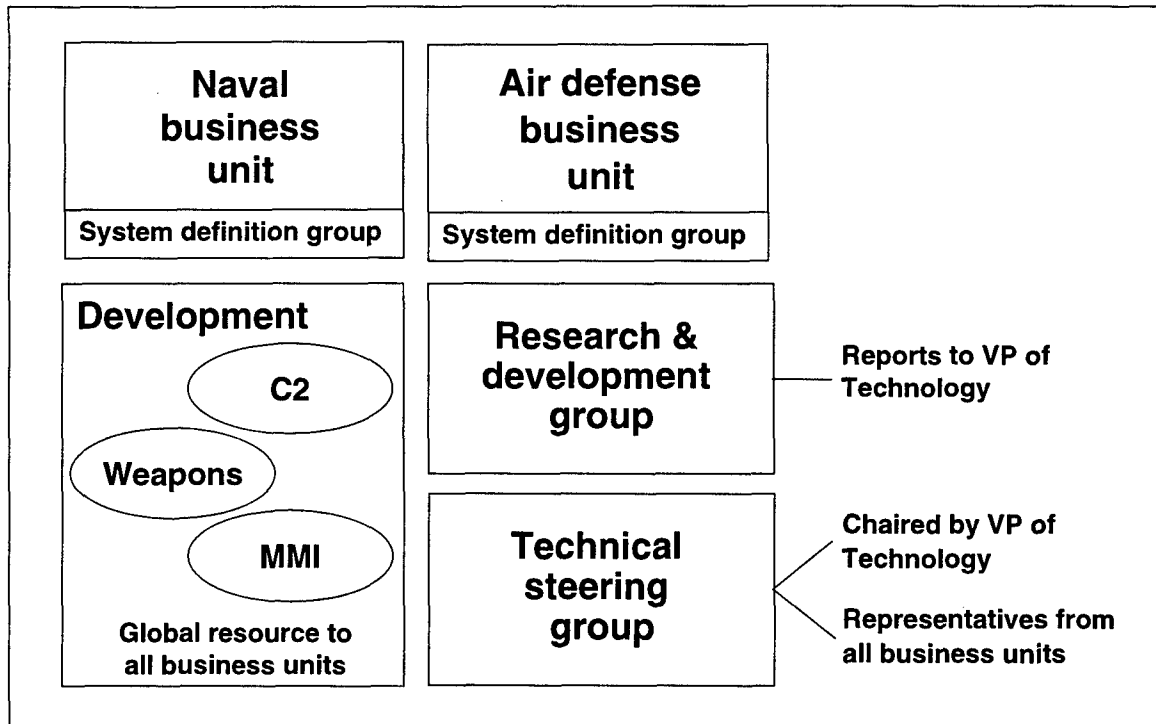 Naval
business
unit
System definition group
Air defense
business
unit
System definition group
Development
C2
Weapons
MMI
Global resource to
all business units
Research &
development
group
Reports to VP of
Technology
Technical
steering
group
Chaired by VP of
Technology
Representatives from
all business units